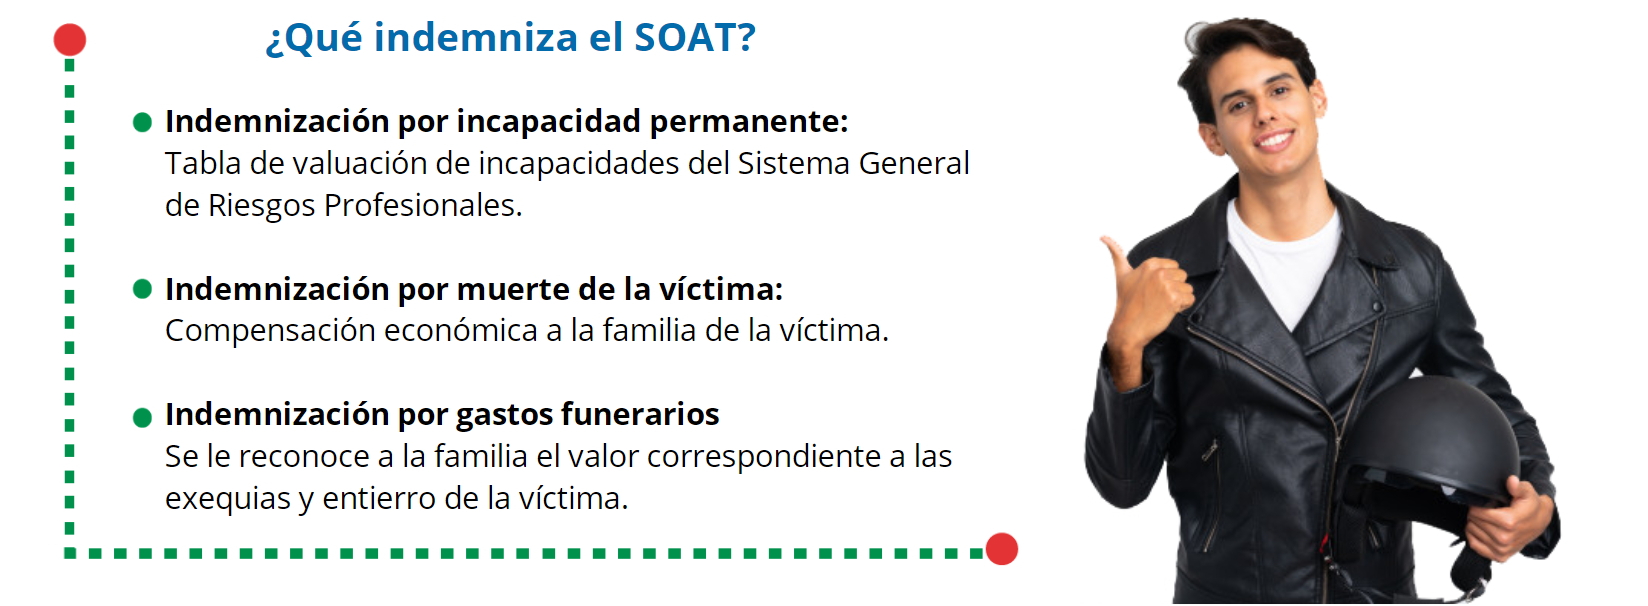 ¿Qué indemniza el SOAT?
Indemnización por incapacidad permanente:
Tabla de valuación de incapacidades del Sistema General
de Riesgos Profesionales.
Indemnización por muerte de la víctima:
Compensación económica a la familia de la víctima.
Indemnización por gastos funerarios
Se le reconoce a la familia el valor correspondiente a las
exequias y entierro de la víctima.